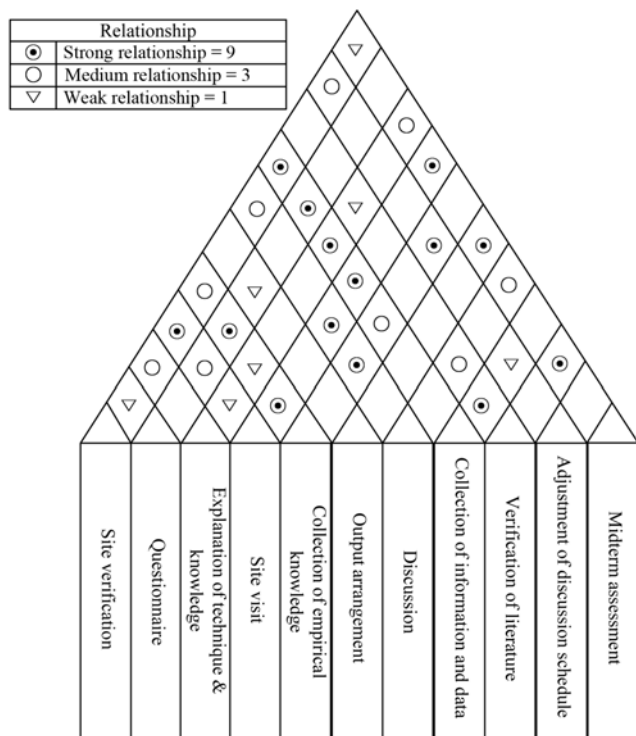 Relationship
Strong relationship = 9
Medium relationship = 3
Weak relationship = 1
Site verification
Questionnaire
Explanation of technique &
knowledge
Site visit
Collection of empirical
knowledge
Output arrangement
Discussion
Collection of information and data
Verification of literature
Adjustment of discussion schedule
Midterm assessment